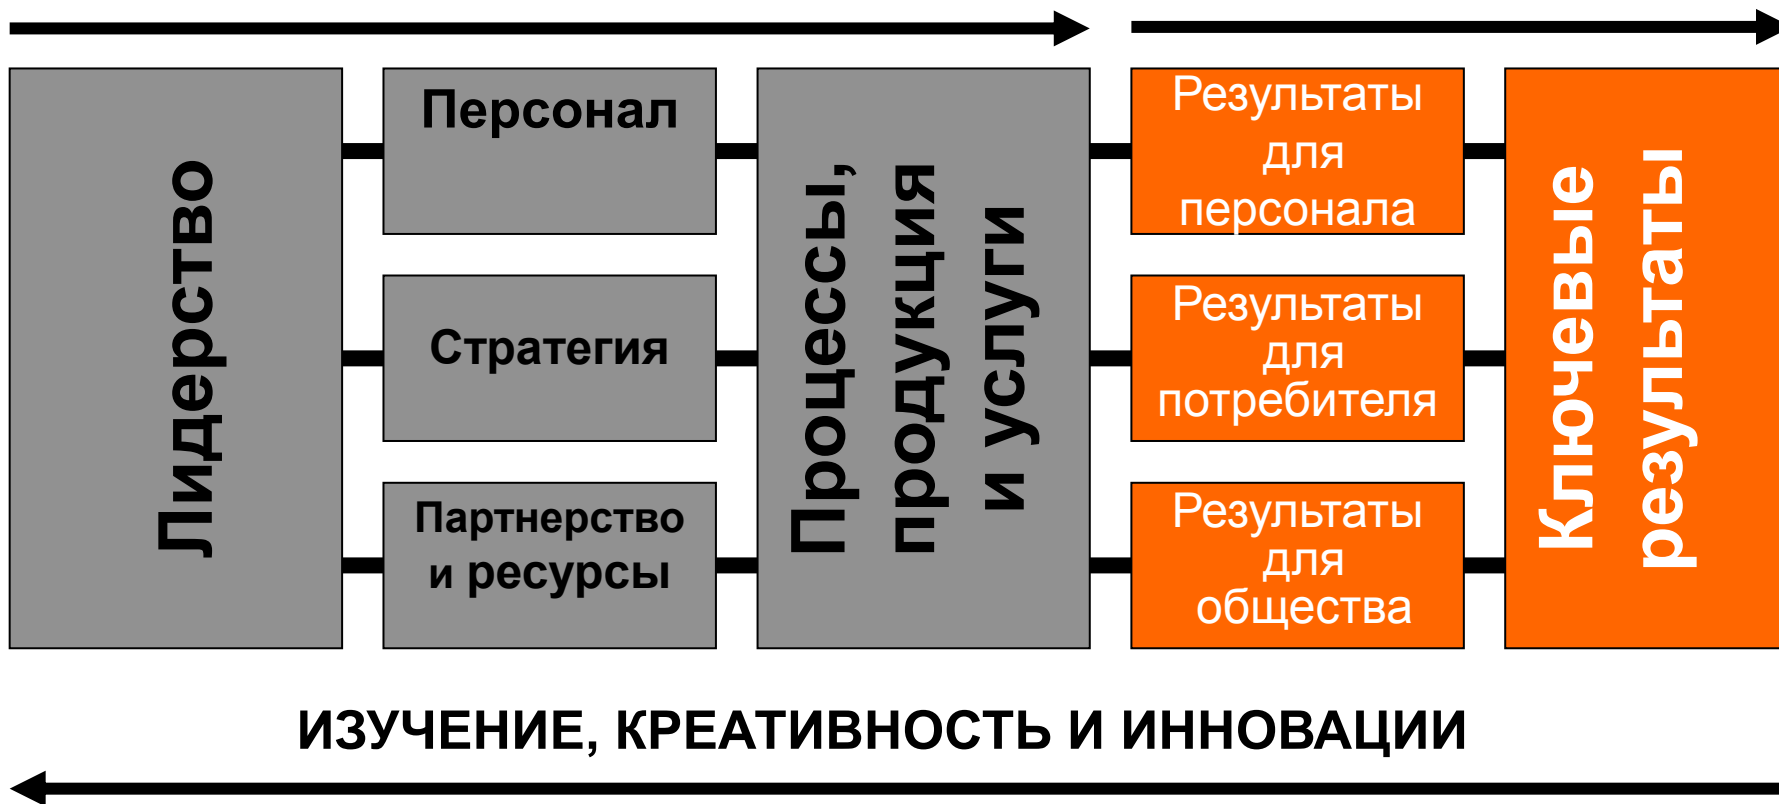 Лидерство
Персонал
Стратегия
Партнерство
и ресурсы
Процессы,
продукция
и услуги
Результаты
для
персонала
Результаты
для
потребителя
Результаты
для
общества
Ключевые
результаты
ИЗУЧЕНИЕ, КРЕАТИВНОСТЬ И ИННОВАЦИИ